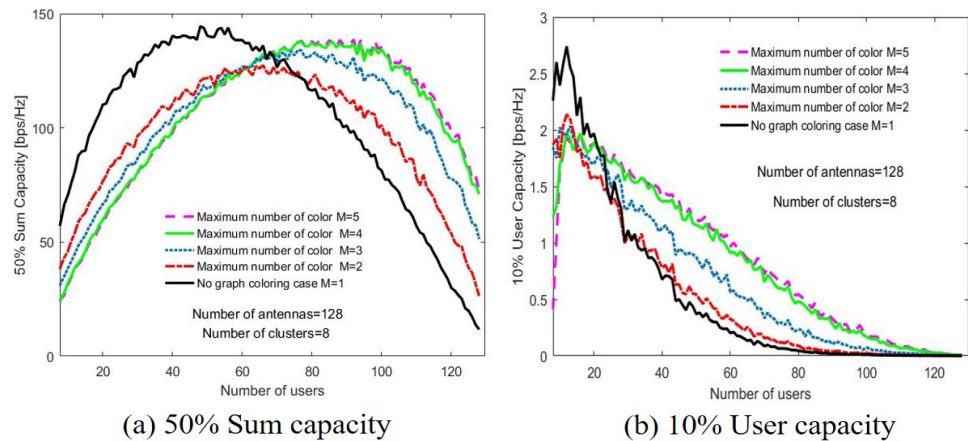 150
100
50
0
50% Sum Capacity [bps/Hz]
Maximum number of color M=5
Maximum number of color M=4
Maximum number of color M=3
Maximum number of color M=2
No graph coloring case M=1
Number of antennas=128
Number of clusters=8
20 40 60 80 100 120
Number of users
(a) 50% Sum capacity
3
2.5
2
1.5
1
0.5
0
10% User Capacity [bps/Hz]
Maximum number of color M=5
Maximum number of color M=4
Maximum number of color M=3
Maximum number of color M=2
No graph coloring case M=1
Number of antennas=128
Number of clusters=8
20 40 60 80 100 120
Number of users
(b) 10% User capacity